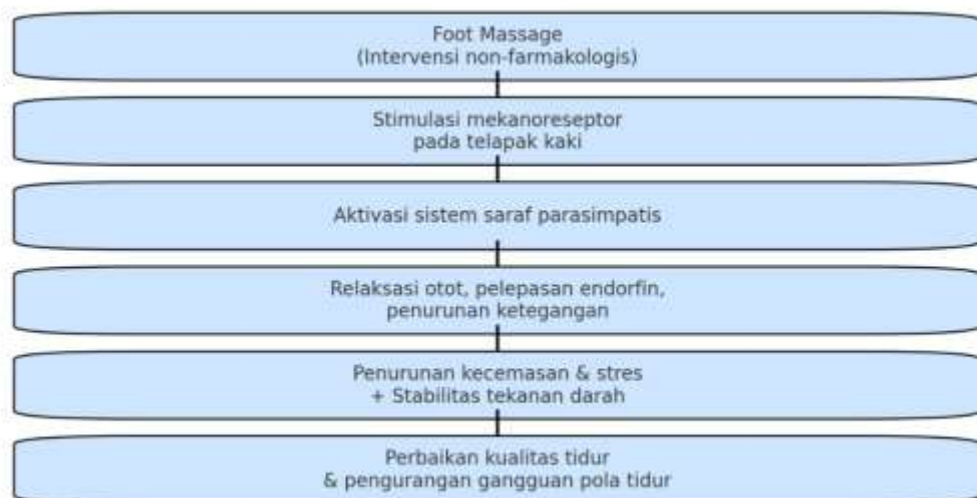 Foot Massage
(Intervensi non-farmakologis)
Stimulasi mekanoreseptor
pada telapak kaki
Aktivasi sistem saraf parasimpatis
Relaksasi otot, pelepasan endorfin,
penurunan ketegangan
Penurunan kecemasan & stres
+ Stabilitas tekanan darah
Perbaikan kualitas tidur
& pengurangan gangguan pola tidur